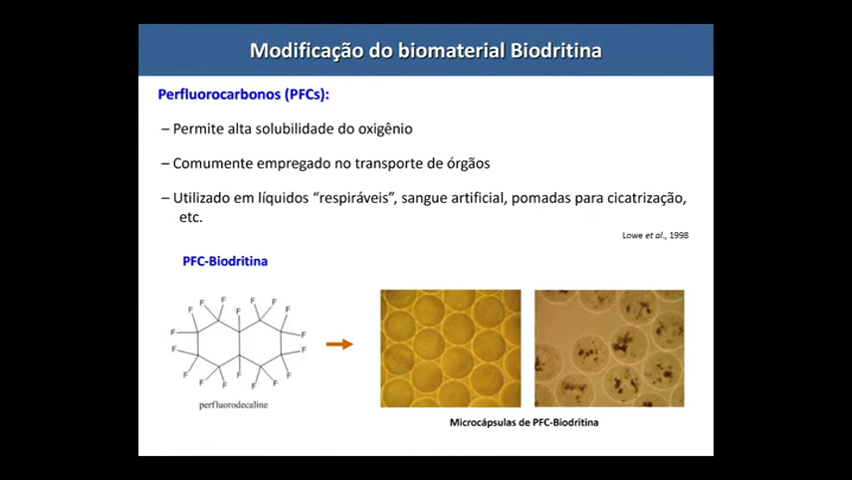 Modificação do biomaterial Biodritina
Perfluorocarbonos (PFCs):
– Permite alta solubilidade do oxigênio
– Comumente empregado no transporte de órgãos
– Utilizado em líquidos “respiráveis”, sangue artificial, pomadas para cicatrização,
etc.
Lowe et al., 1998
PFC-Biodritina
F F F F F F F
F F F F
F F F F F F F
perfluorodecaline
Microcápsulas de PFC-Biodritina